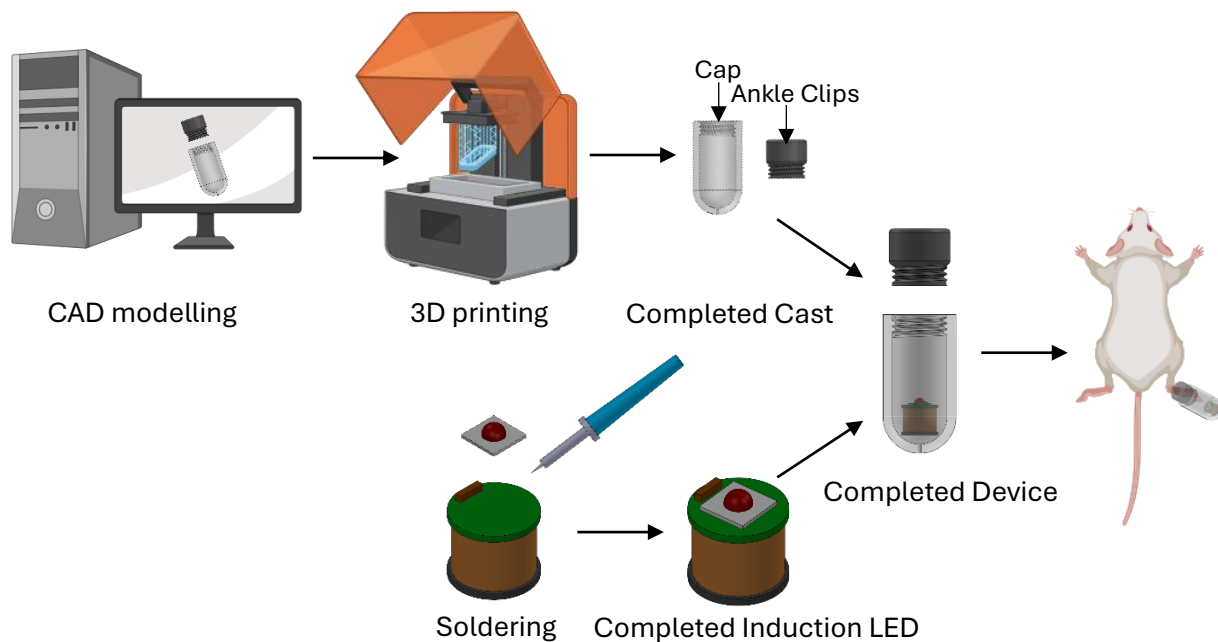 Cap
Ankle Clips
CAD modelling
3D printing
Completed Cast
Completed Device
Soldering
Completed Induction LED